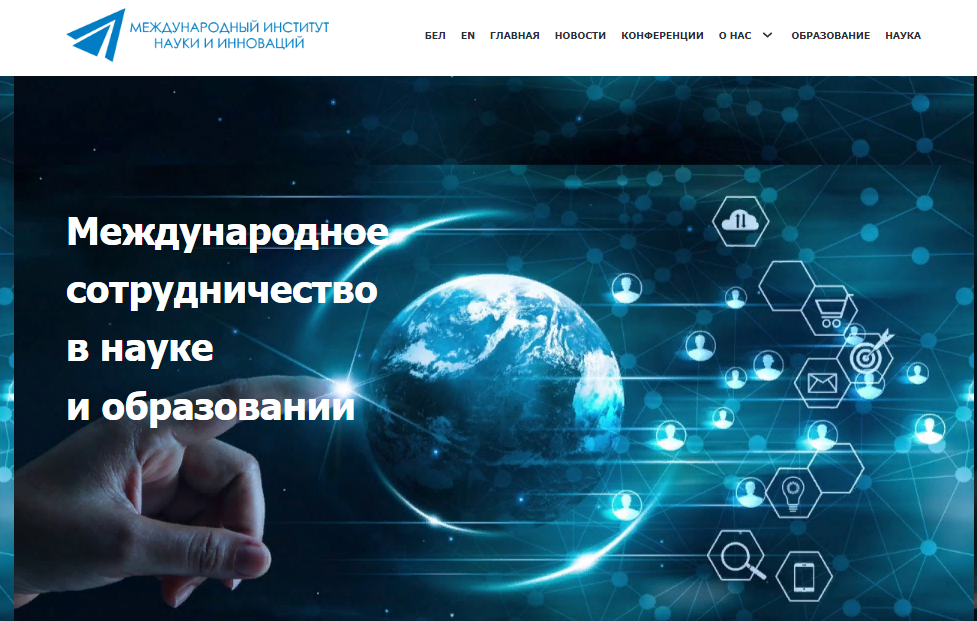 МЕЖДУНАРОДНЫЙ ИНСТИТУТ
НАУКИ И ИННОВАЦИЙ
БЕЛ EN ГЛАВНАЯ НОВОСТИ КОНФЕРЕНЦИИ О НАС ОБРАЗОВАНИЕ НАУКА
Международное
сотрудничество
в науке
и образовании